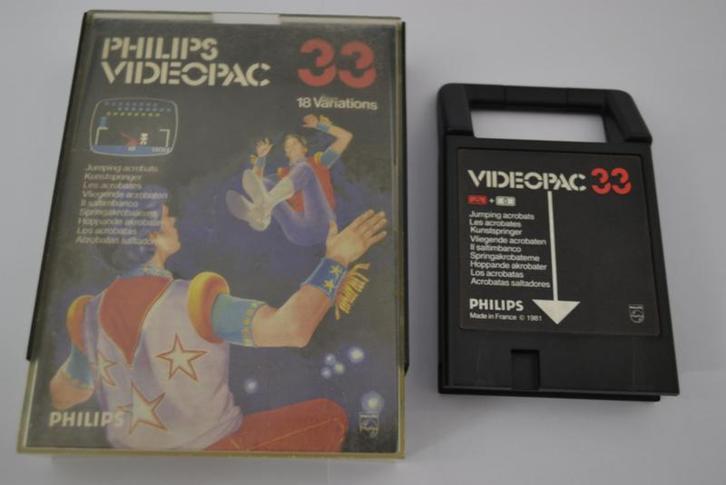 PHILIPS
VIDEOPAC
33
18 Variations
Jumping acrobats
Kunstspringer
Les acrobates
Vliegende acrobaten
Il saltimbanco
Springakrobaterne
Hoppande akrobater
Los acrobatas
Acrobatas saltadores
PHILIPS
VIDEOPAC 33
+
Jumping acrobats
Les acrobates
Kunstspringer
Vliegende acrobaten
Il saltimbanco
Springakrobaterne
Hoppande akrobater
Los acrobatas
Acrobatas saltadores
PHILIPS
Made in France © 1981